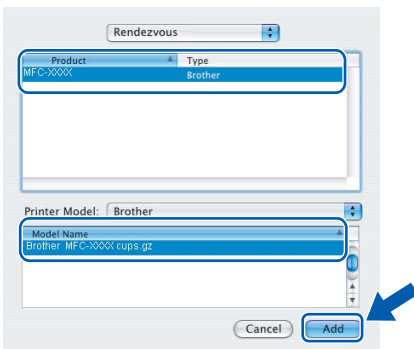 Rendezvous
Product Type
MFC-XXXX Brother
Printer Model: Brother
Model Name
Brother MFC-XXXX cups.gz
Cancel Add